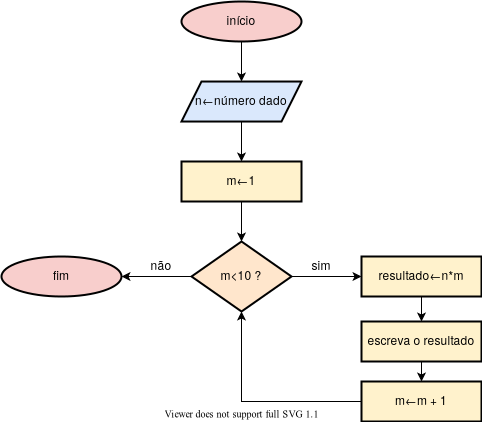 início
n←número dado
m←1
m<10 ?
não
sim
fim
resultado←n*m
escreva o resultado
m←m + 1
Viewer does not support full SVG 1.1